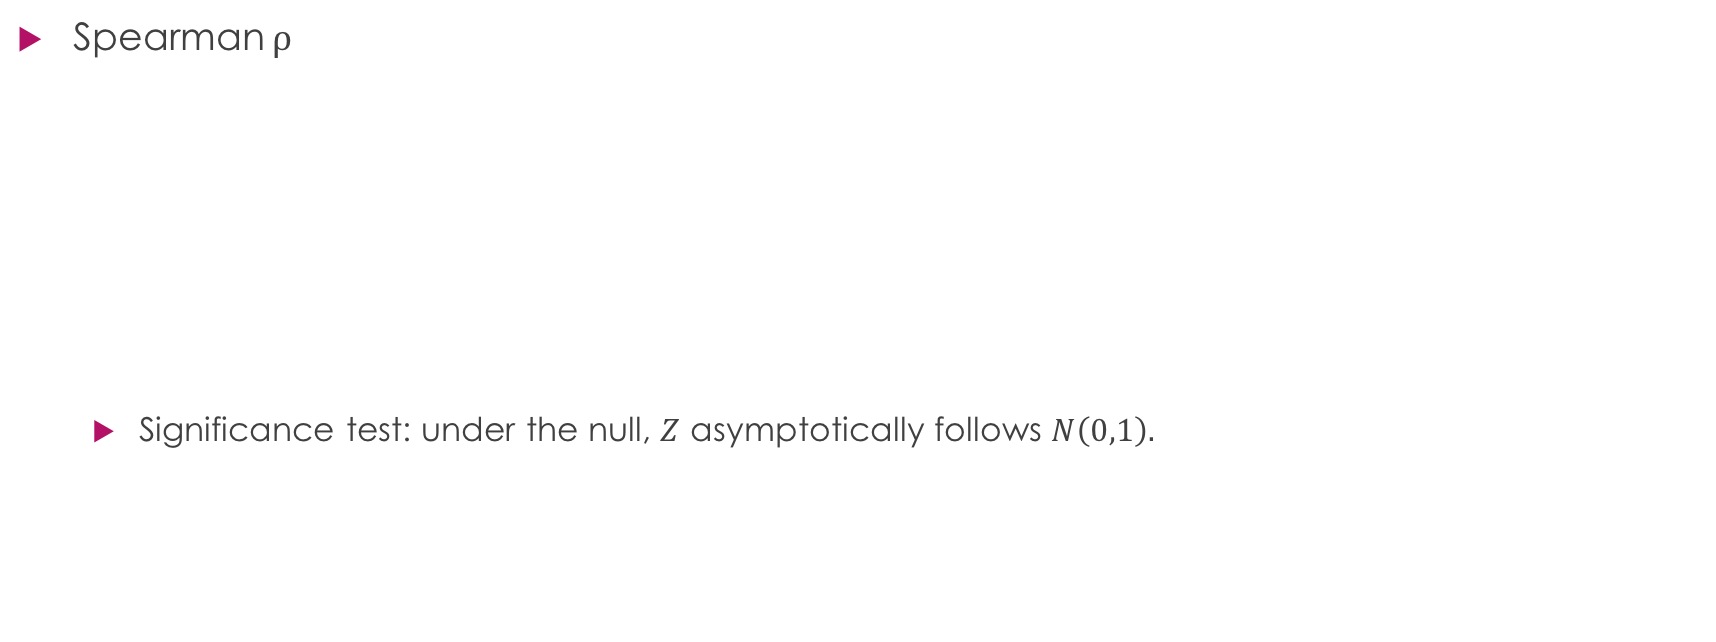 Spearman ρ
Significance test: under the null, Z asymptotically follows N(0,1).